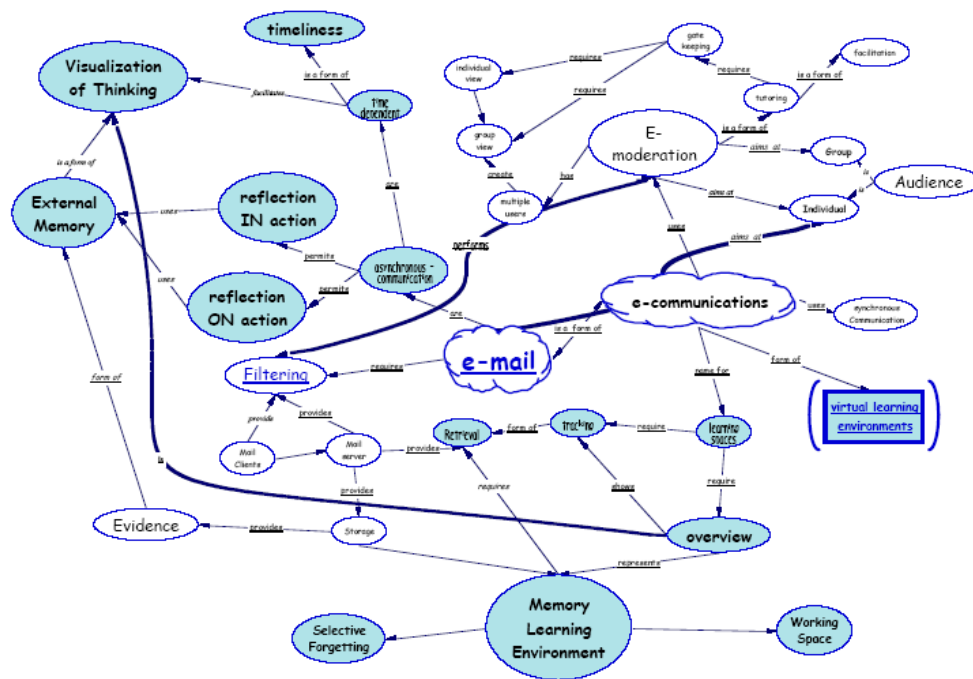 timeliness
gate
keeping
facilitation
requires
individual
view
requires
is a form of
Visualization
of Thinking
is a form of
requires
tutoring
facilitates
time
dependent
E-
moderation
is a form of
group
view
aims at
Group
is a form of
create
has
is
Audience
are
aims at
is
External
Memory
reflection
IN action
multiple
users
Individual
uses
performs
uses
aims at
permits
asynchronous -
communication
uses
reflection
ON action
permits
e-communications
uses
synchronous
Communication
are
is a form of
e-mail
Filtering
requires
form of
name for
form of
virtual learning
environments
provide
provides
Retrieval
form of
tracking
require
learning
spaces
Mail
Clients
Mail
server
provides
is
provides
requires
shows
require
Evidence
provides
Storage
overview
represents
Memory
Learning
Environment
Selective
Forgetting
Working
Space